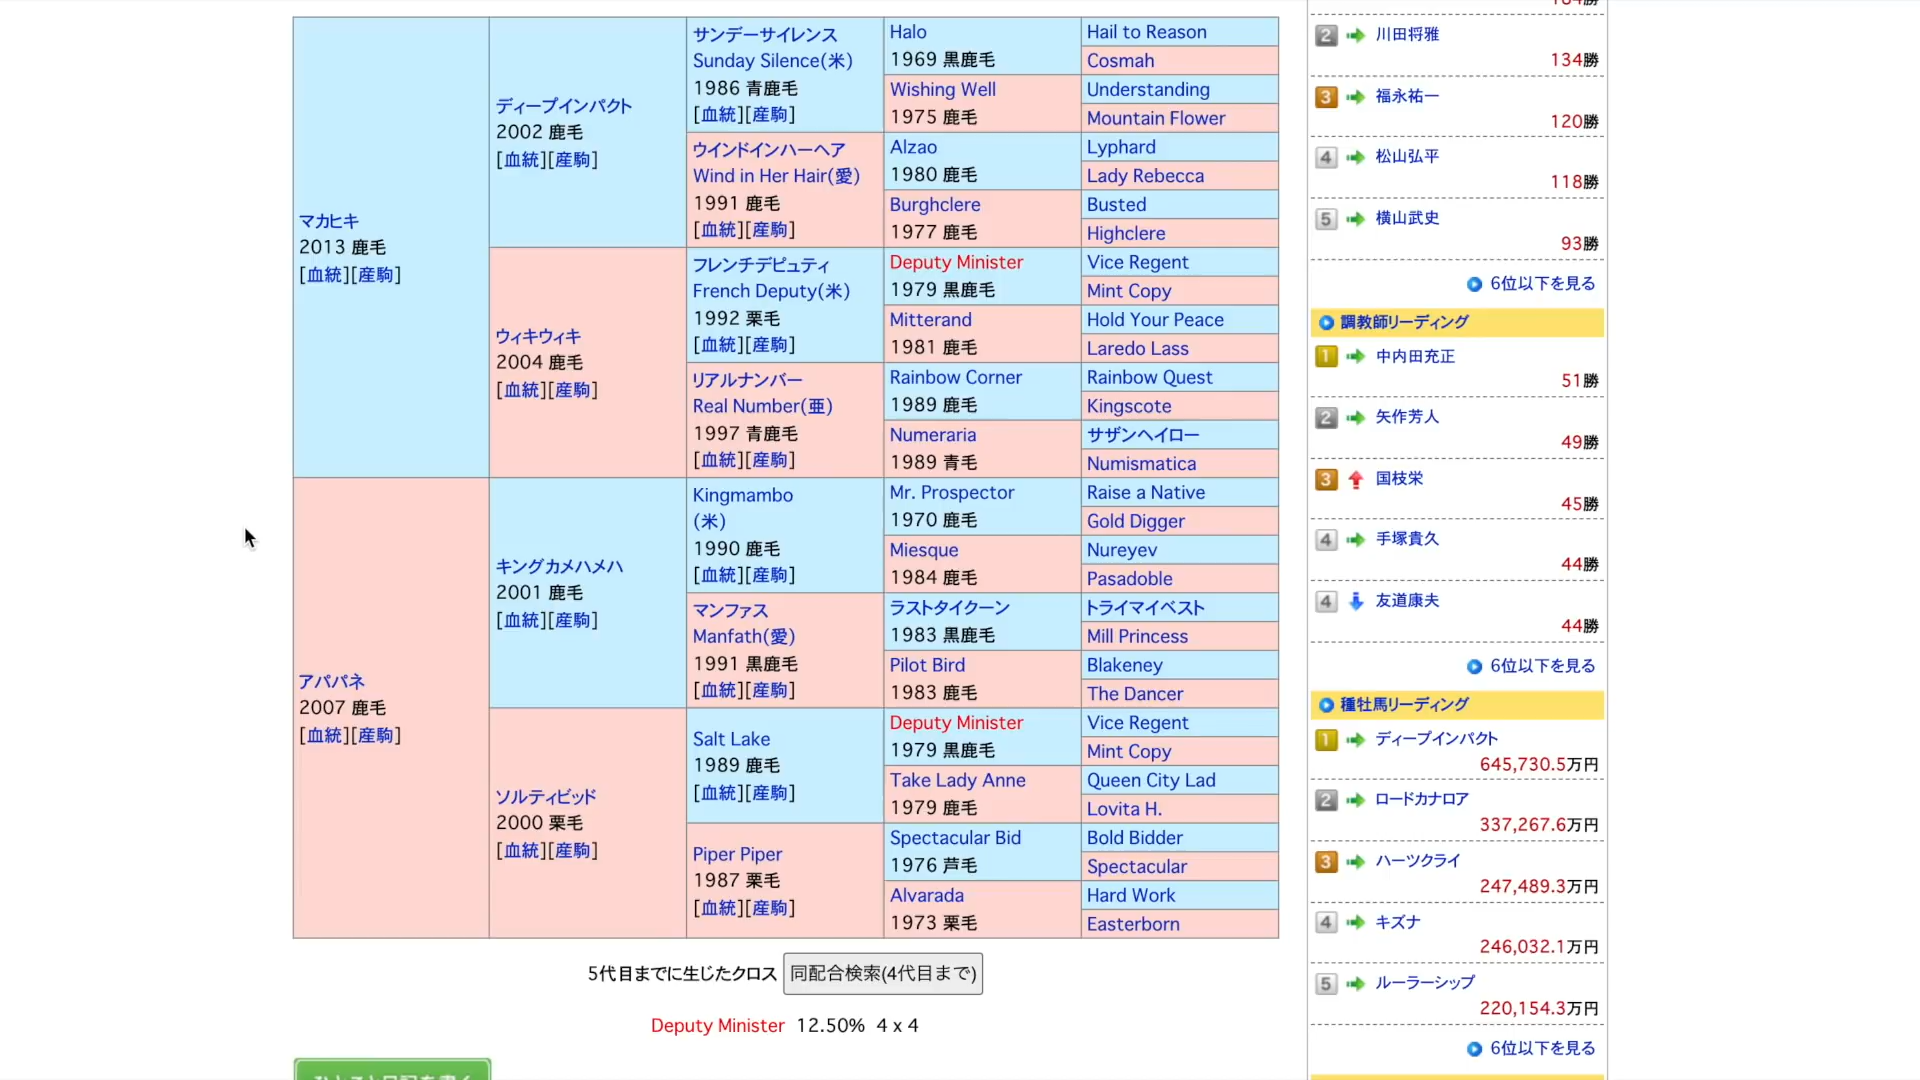 マカヒキ
2013 鹿毛
[血統][産駒]
アパパネ
2007 鹿毛
[血統][産駒]
ディープインパクト
2002 鹿毛
[血統][産駒]
ウィキウィキ
2004 鹿毛
[血統][産駒]
キングカメハメハ
2001 鹿毛
[血統][産駒]
ソルティビッド
2000 栗毛
[血統][産駒]
サンデーサイレンス
Sunday Silence(米)
1986 青鹿毛
[血統][産駒]
ウインドインハーヘア
Wind in Her Hair(愛)
1991 鹿毛
[血統][産駒]
フレンチデピュティ
French Deputy(米)
1992 栗毛
[血統][産駒]
リアルナンバー
Real Number(亜)
1997 青鹿毛
[血統][産駒]
Kingmambo
(米)
1990 鹿毛
[血統][産駒]
マンファス
Manfath(愛)
1991 黒鹿毛
[血統][産駒]
Salt Lake
1989 鹿毛
[血統][産駒]
Piper Piper
1987 栗毛
[血統][産駒]
Halo
1969 黒鹿毛
Wishing Well
1975 鹿毛
Alzao
1980 鹿毛
Burghclere
1977 鹿毛
Deputy Minister
1979 黒鹿毛
Mitterand
1981 鹿毛
Rainbow Corner
1989 鹿毛
Numeraria
1989 青毛
Mr. Prospector
1970 鹿毛
Miesque
1984 鹿毛
ラストタイクーン
1983 黒鹿毛
Pilot Bird
1983 鹿毛
Deputy Minister
1979 黒鹿毛
Take Lady Anne
1979 鹿毛
Spectacular Bid
1976 芦毛
Alvarada
1973 栗毛
Hail to Reason
Cosmah
Understanding
Mountain Flower
Lyphard
Lady Rebecca
Busted
Highclere
Vice Regent
Mint Copy
Hold Your Peace
Laredo Lass
Rainbow Quest
Kingscote
サザンヘイロー
Numismatica
Raise a Native
Gold Digger
Nureyev
Pasadoble
トライマイベスト
Mill Princess
Blakeney
The Dancer
Vice Regent
Mint Copy
Queen City Lad
Lovita H.
Bold Bidder
Spectacular
Hard Work
Easterborn
5代目までに生じたクロス 同配合検索(4代目まで)
Deputy Minister 12.50% 4 x 4
2 川田将雅
134勝
3 福永祐一
120勝
4 松山弘平
118勝
5 横山武史
93勝
6位以下を見る
調教師リーディング
1 中内田充正
51勝
2 矢作芳人
49勝
3 国枝栄
45勝
4 手塚貴久
44勝
4 友道康夫
44勝
6位以下を見る
種牡馬リーディング
1 ディープインパクト
645,730.5万円
2 ロードカナロア
337,267.6万円
3 ハーツクライ
247,489.3万円
4 キズナ
246,032.1万円
5 ルーラーシップ
220,154.3万円
6位以下を見る